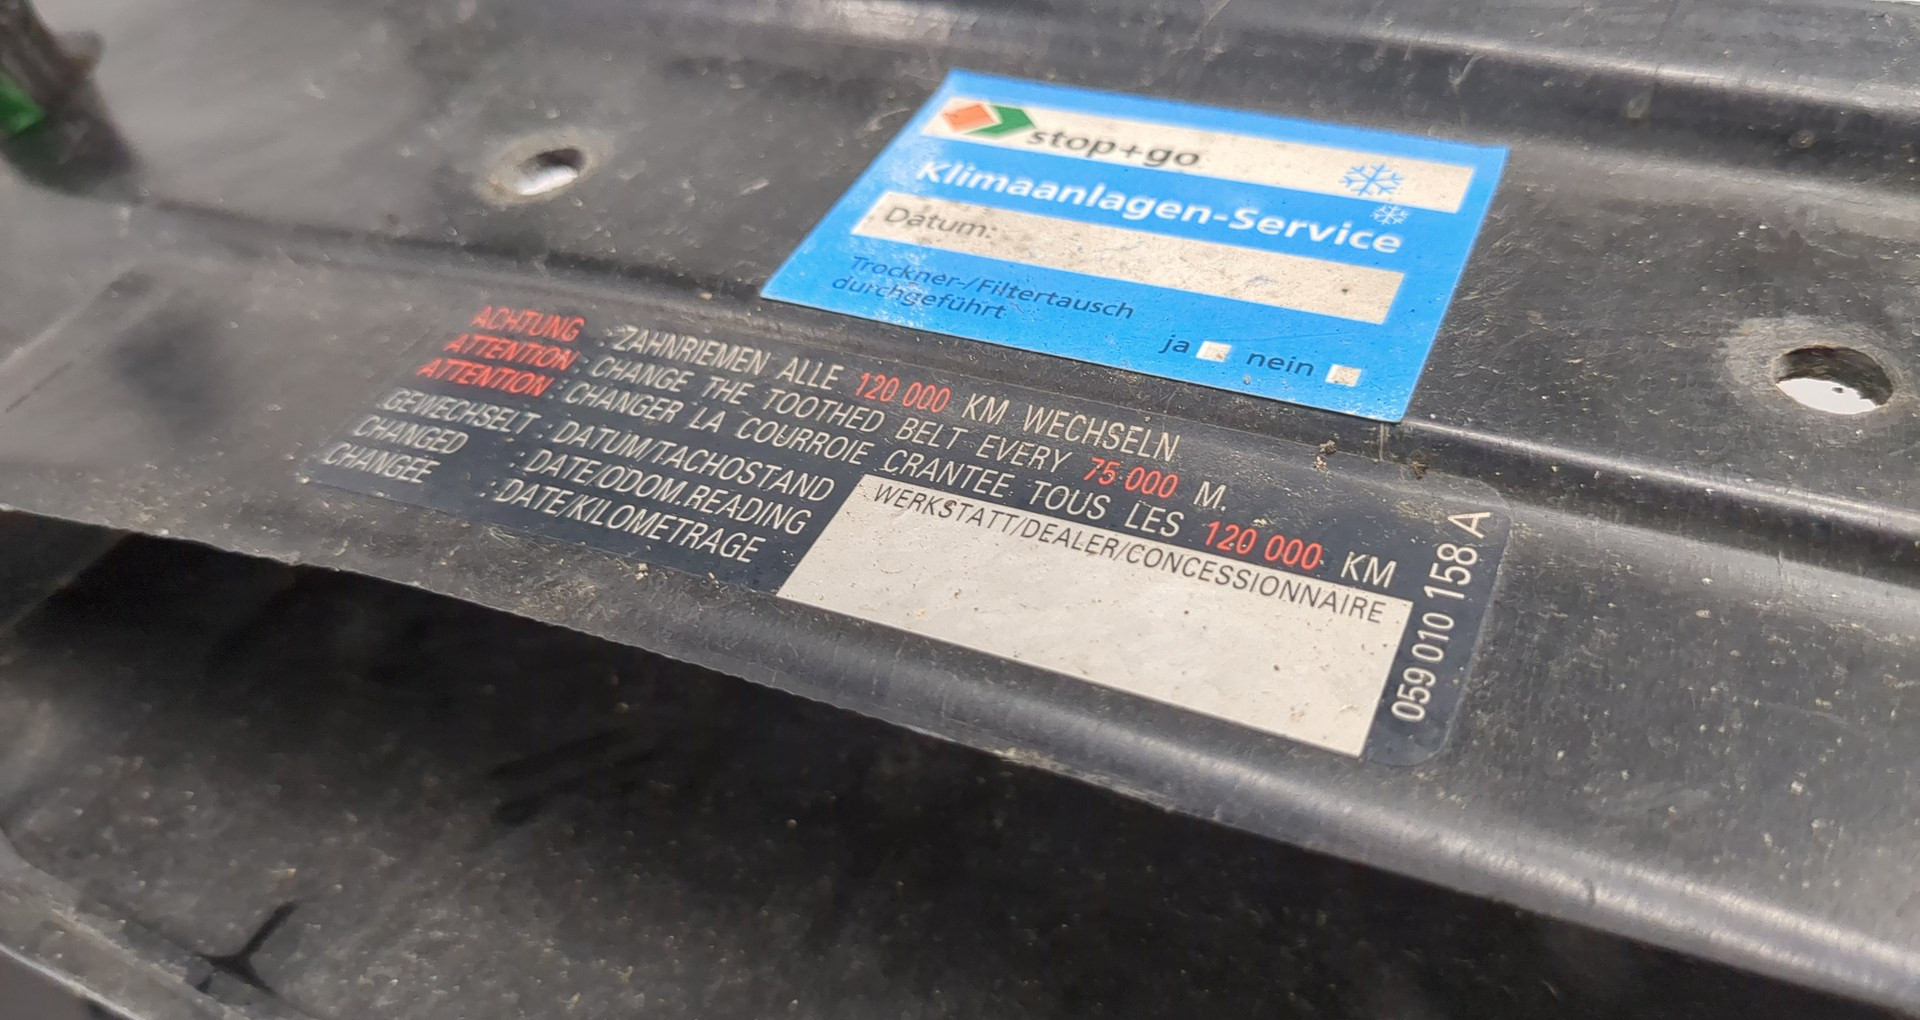 stop+go
Klimaanlagen-Service
Datum:
Trockner-/Filtertausch
durchgeführt
ja nein
ACHTUNG : ZAHNRIEMEN ALLE 120 000 KM WECHSELN
ATTENTION : CHANGE THE TOOTHED BELT EVERY 75 000 M.
ATTENTION : CHANGER LA COURROIE CRANTEE TOUS LES 120 000 KM
GEWECHSELT : DATUM/TACHOSTAND
CHANGED : DATE/ODOM.READING
CHANGÉE : DATE/KILOMETRAGE
WERKSTATT/DEALER/CONCESSIONNAIRE
059 010 158 A